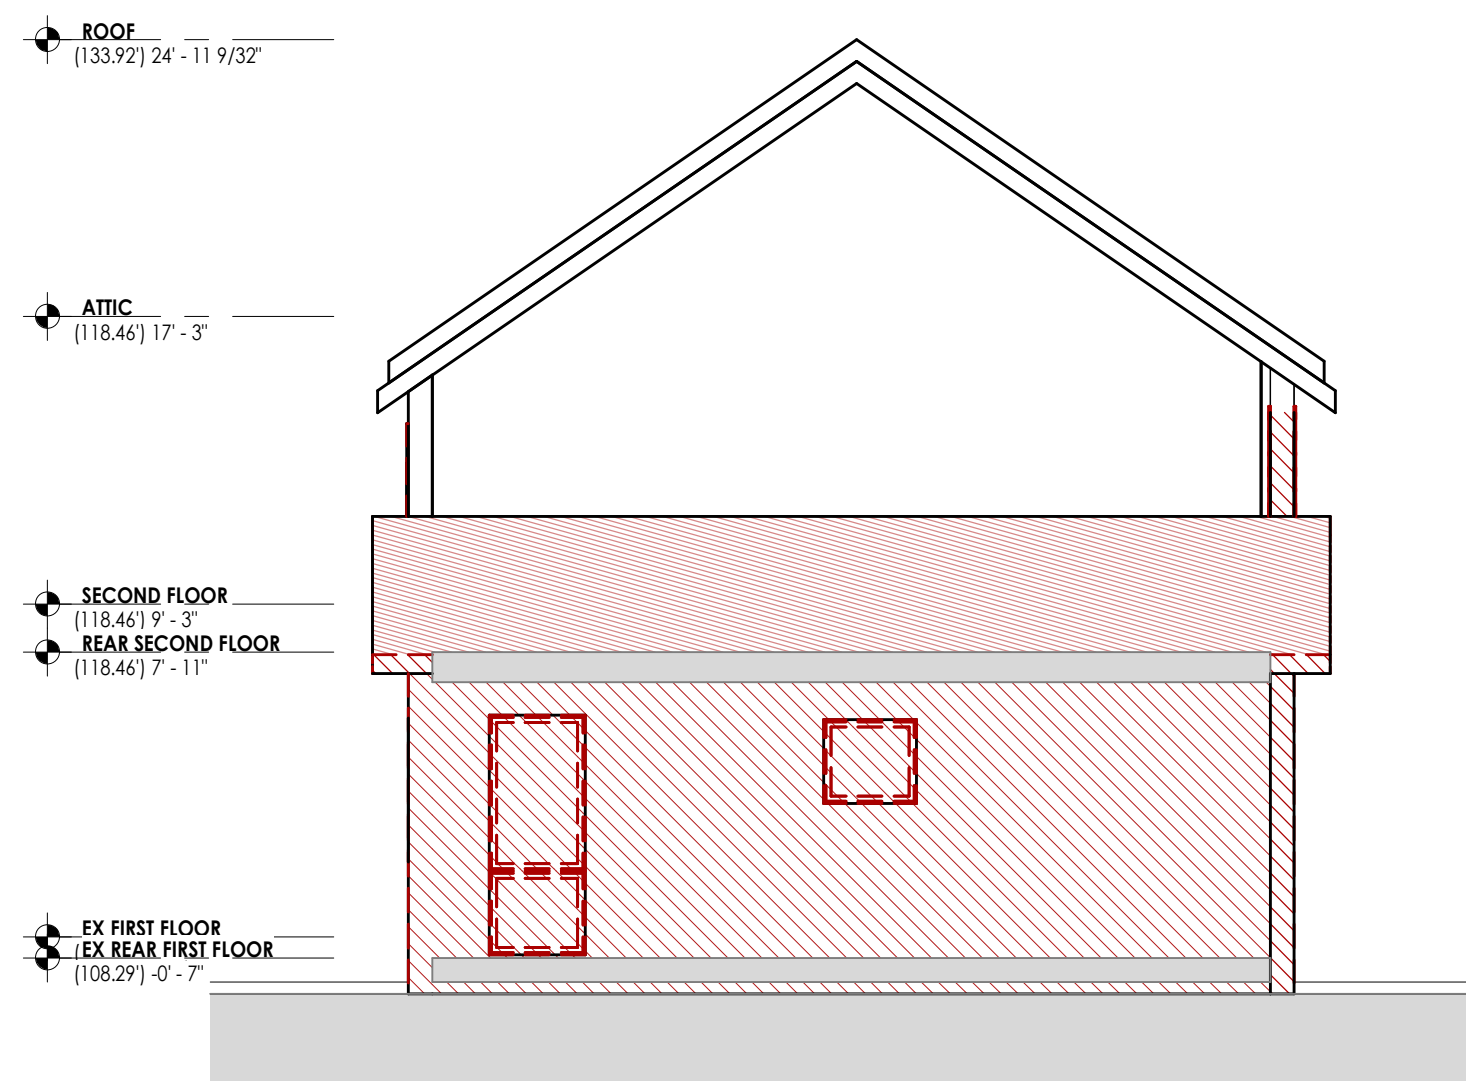 ROOF
(133.92') 24' - 11 9/32"
ATTIC
(118.46') 17' - 3"
SECOND FLOOR
(118.46') 9' - 3"
REAR SECOND FLOOR
(118.46') 7' - 11"
EX FIRST FLOOR
EX REAR FIRST FLOOR
(108.29') -0' - 7"